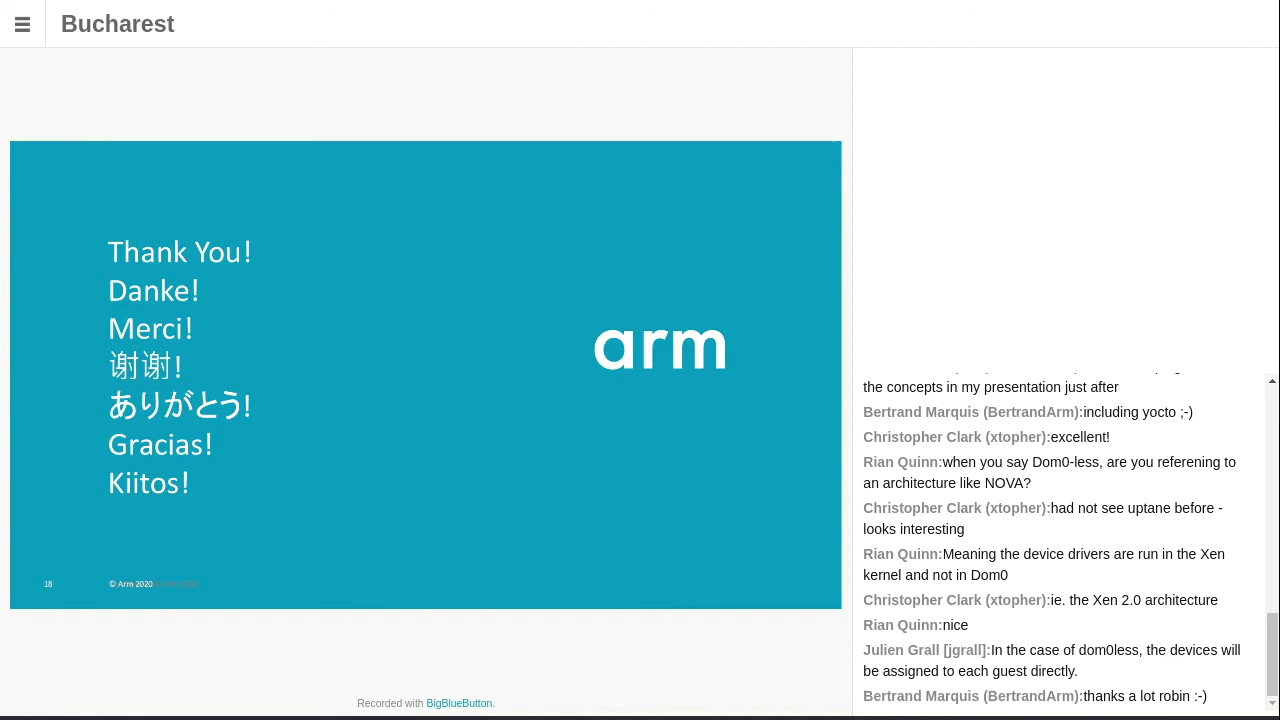 Bucharest
Thank You!
Danke!
Merci!
谢谢!
ありがとう!
Gracias!
Kiitos!
arm
18
© Arm 2020
Recorded with BigBlueButton.
the concepts in my presentation just after
Bertrand Marquis (BertrandArm):including yocto ;-)
Christopher Clark (xtopher):excellent!
Rian Quinn:when you say Dom0-less, are you referening to
an architecture like NOVA?
Christopher Clark (xtopher):had not see uptane before -
looks interesting
Rian Quinn:Meaning the device drivers are run in the Xen
kernel and not in Dom0
Christopher Clark (xtopher):ie. the Xen 2.0 architecture
Rian Quinn:nice
Julien Grall [jgrall]:In the case of dom0less, the devices will
be assigned to each guest directly.
Bertrand Marquis (BertrandArm):thanks a lot robin :-)